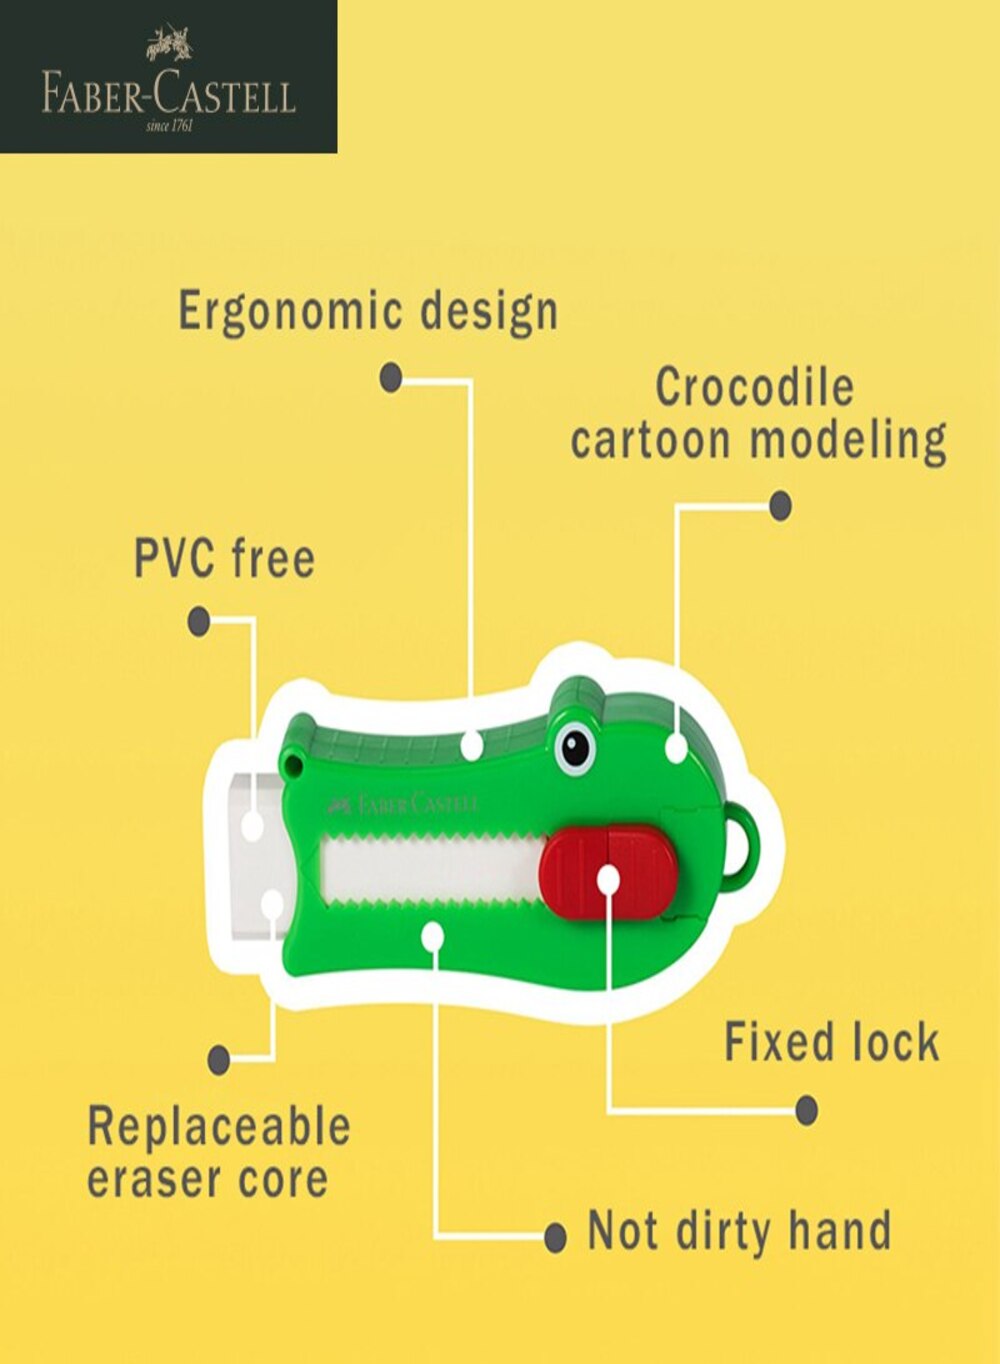 FABER-CASTELL
since 1761
Ergonomic design
Crocodile
cartoon modeling
PVC free
FABER-CASTELL
Fixed lock
Replaceable
eraser core
Not dirty hand